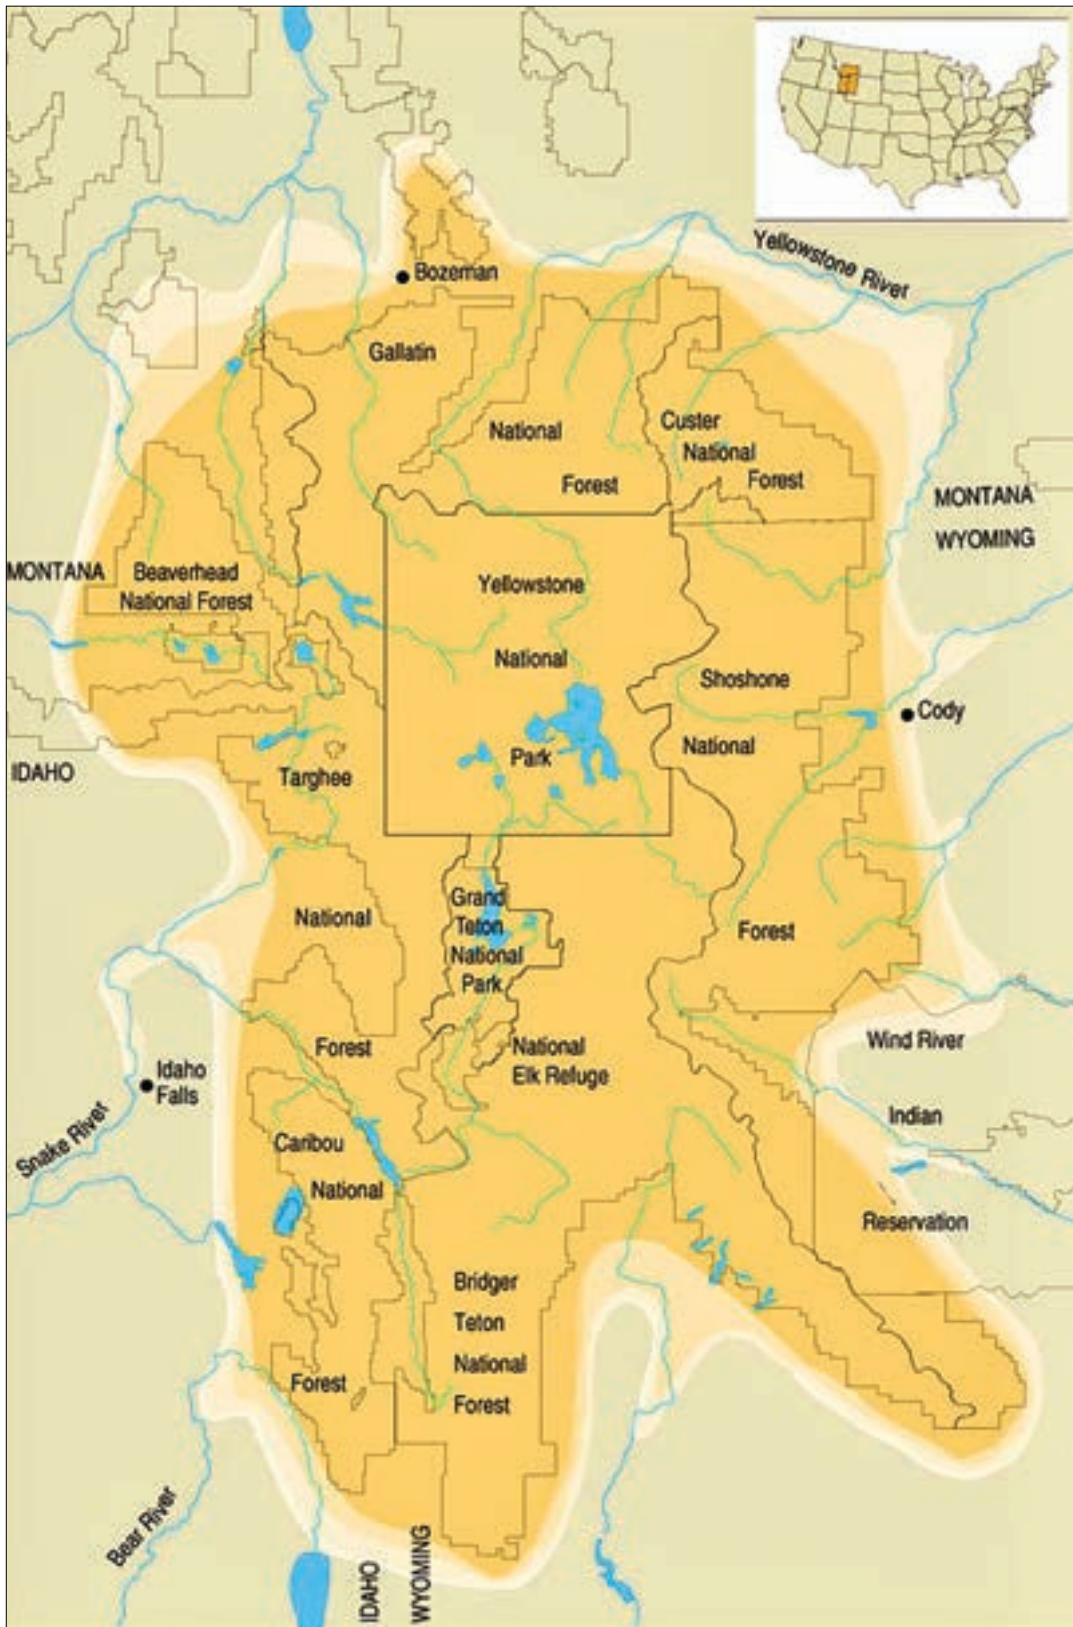 Yellowstone Rivet
Bozeman
Gallatin
National
Forest
Custer
National
Forest
MONTANA
WYOMING
MONTANA
IDAHO
Beaverhead
National Forest
Yellowstone
National
Park
Shoshone
National
Forest
Cody
Targhee
National
Forest
Grand
Teton
National
Park
National
Elk Refuge
Wind River
Indian
Reservation
Idaho
Falls
Snake Rivet
Caribou
National
Forest
Bridger
Teton
National
Forest
Bear River
IDAHO
WYOMING